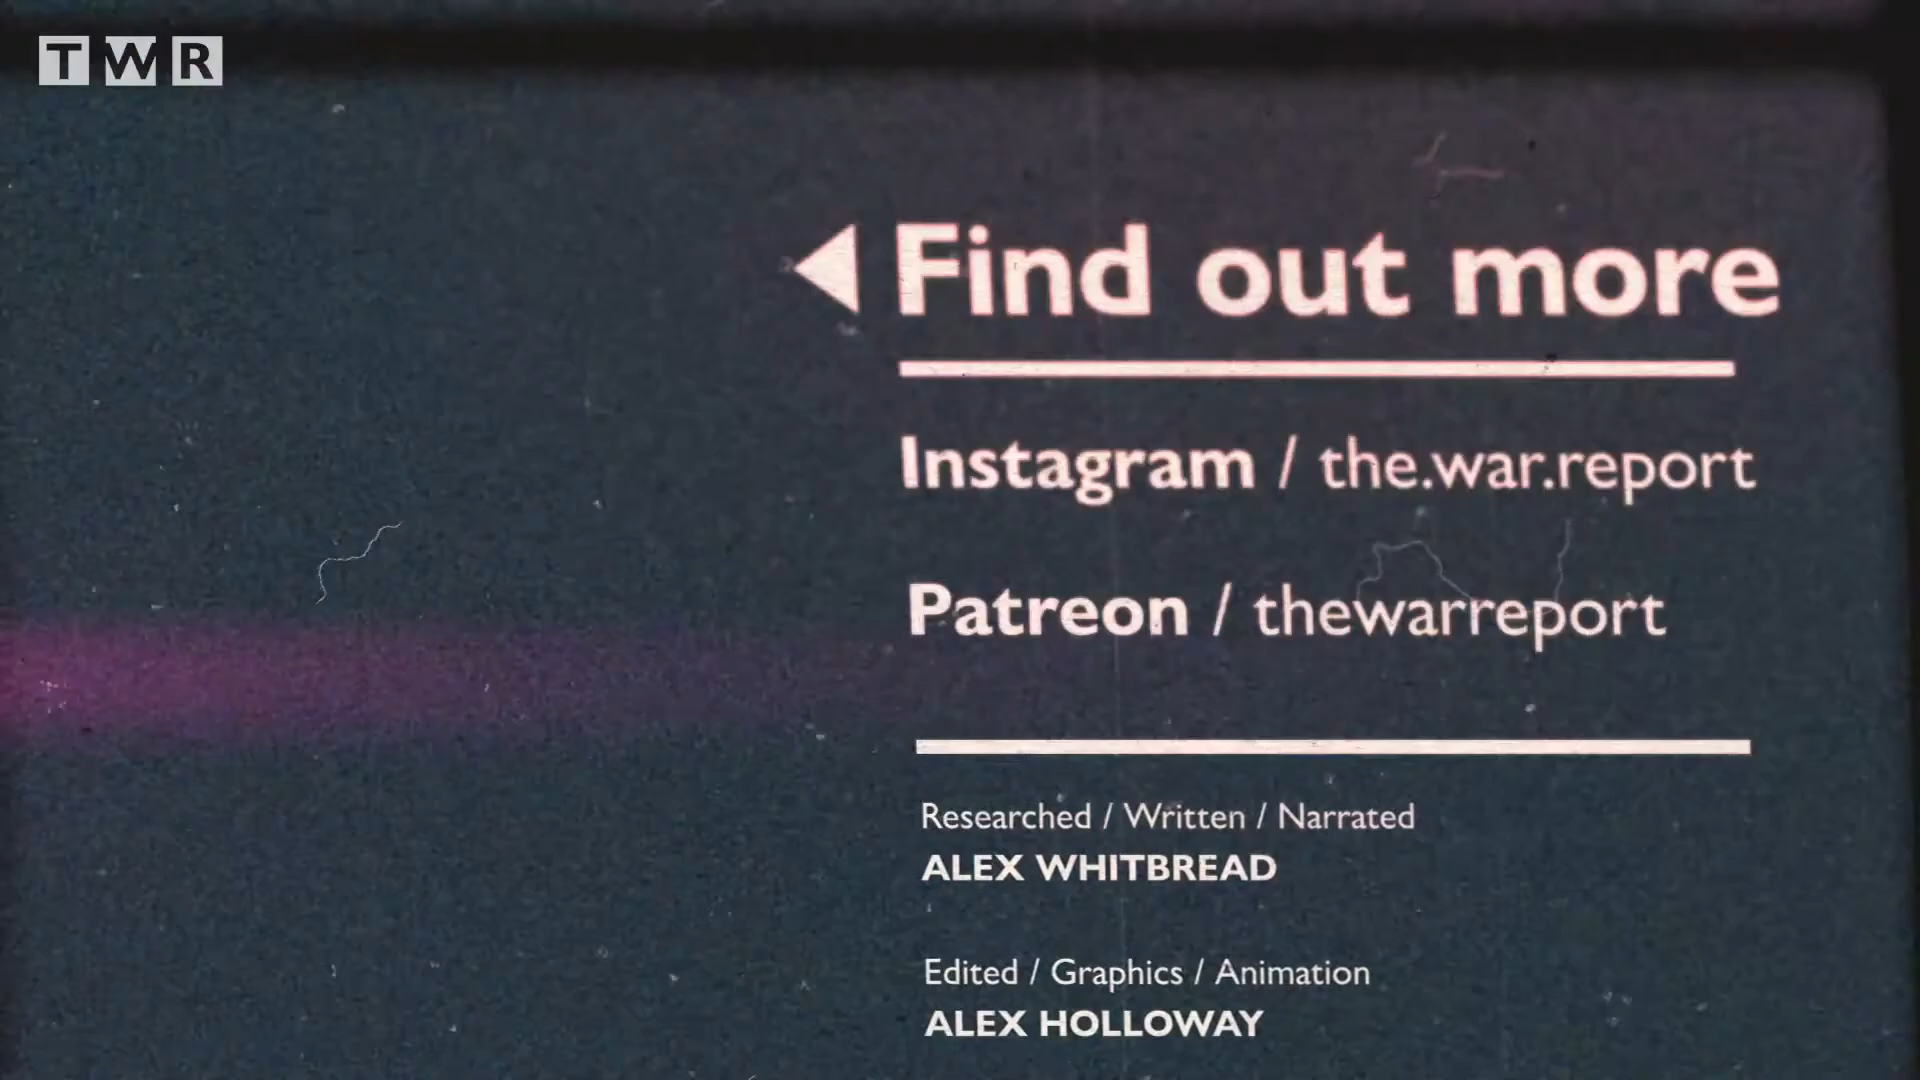 TWR
Find out more
Instagram / the.war.report
Patreon / thewarreport
Researched / Written / Narrated
ALEX WHITBREAD
Edited / Graphics / Animation
ALEX HOLLOWAY